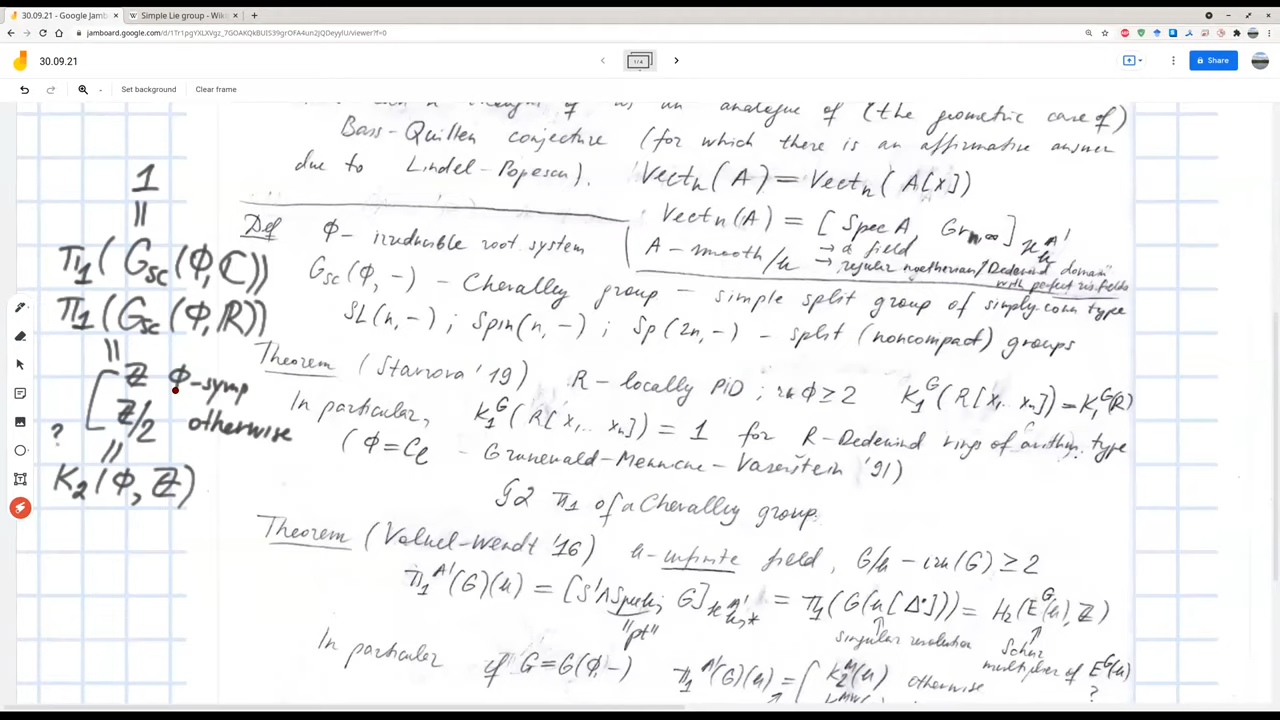 30.09.21 - Google Jamb
Simple Lie group - Wiki
jamboard.google.com/d/1Tr1pgYXLXVgz_7GOAKQkBUIS39grOFA4un2JQDeyylU/viewer?f=0
30.09.21
1/4
Share
Set background
Clear frame
of an analogue of (the geometric case of)
Bass-Quillen conjecture (for which there is an affirmative answer
due to Lindel-Popescu). Vect_n(A) = Vect_n(A[x])
Vect_n(A) = [Spec A, Gr_{n,∞}]
A - smooth/k → a field
→ regular noetherian/Dedekind domain
with perfect res. fields
Def Φ - irreducible root system
G_sc(Φ, -) - Chevalley group - simple split group of simply-conn type
SL(n, -) ; Spin(n, -) ; Sp(2n, -) - split (noncompact) groups
Theorem (Stavrova '19) R - locally PID ; rk Φ ≥ 2 K_1^G(R[x_1, ... x_n]) = K_1^G(R)
In particular, K_1^G(R[x_1, ... x_n]) = 1 for R - Dedekind rings of arithm. type
(Φ = C_ℓ - Grunewald-Mennicke-Vaserstein '91)
§2 π_1 of a Chevalley group.
Theorem (Voelkel-Wendt '16) k - infinite field, G/k - irk(G) ≥ 2
π_1^{A^1}(G)(k) = [S^1 ∧ Spec k, G] = π_1(G(k[Δ^•])) = H_2(E^G(k), Z)
"pt"
singular resolution
Schur
multiplier of E^G(k)
In particular if G = G(Φ, -) π_1^{A^1}(G)(k) = K_2^M(k) otherwise
?
1
=
π_1(G_sc(Φ, ℂ))
π_1(G_sc(Φ, ℝ))
=
ℤ Φ-symp
ℤ/2 otherwise
?
=
K_2(Φ, ℤ)